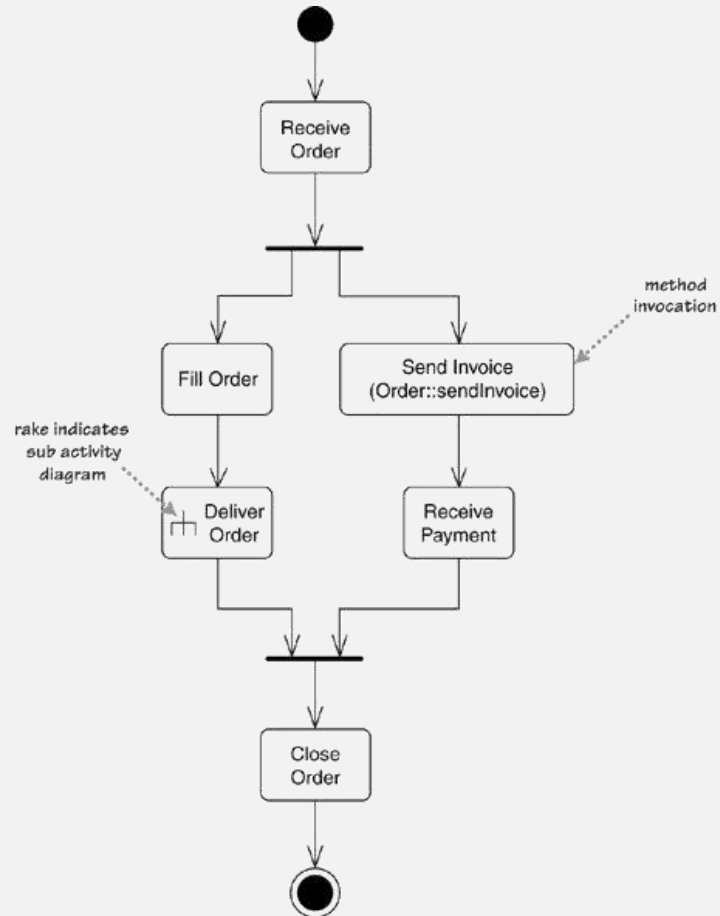 Receive
Order
method
invocation
Fill Order
Send Invoice
(Order::sendInvoice)
rake indicates
sub activity
diagram
Deliver
Order
Receive
Payment
Close
Order